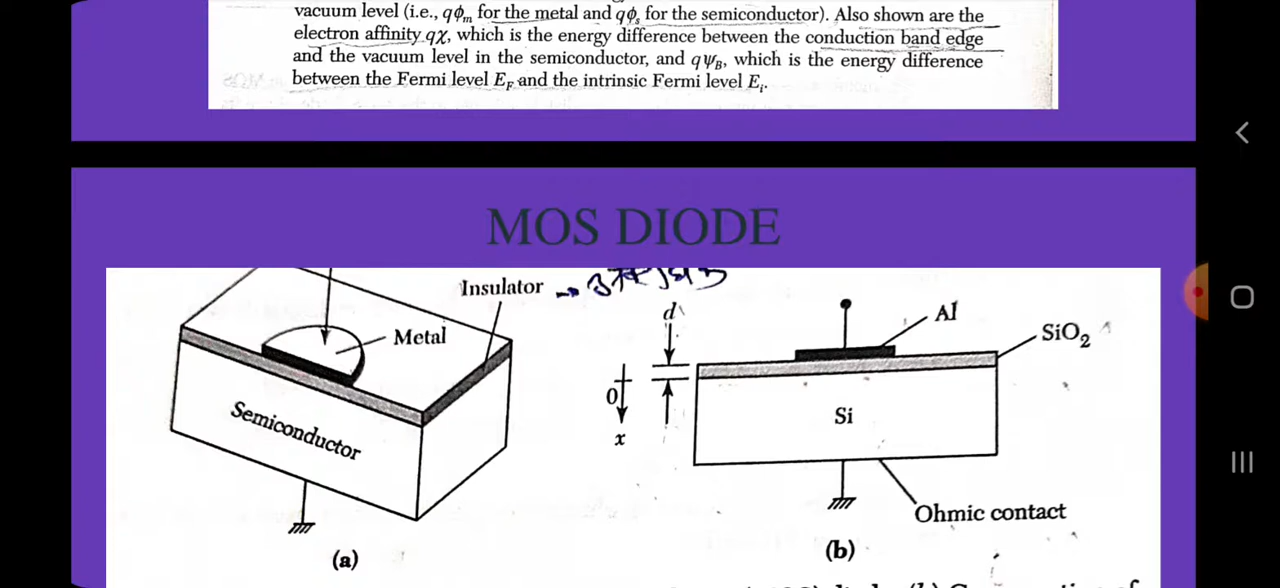 vacuum level (i.e., qϕm for the metal and qϕs for the semiconductor). Also shown are the
electron affinity qχ, which is the energy difference between the conduction band edge
and the vacuum level in the semiconductor, and qψB, which is the energy difference
between the Fermi level EF and the intrinsic Fermi level Ei.
MOS DIODE
Insulator
Metal
Semiconductor
(a)
d
0
x
Al
SiO2
Si
Ohmic contact
(b)